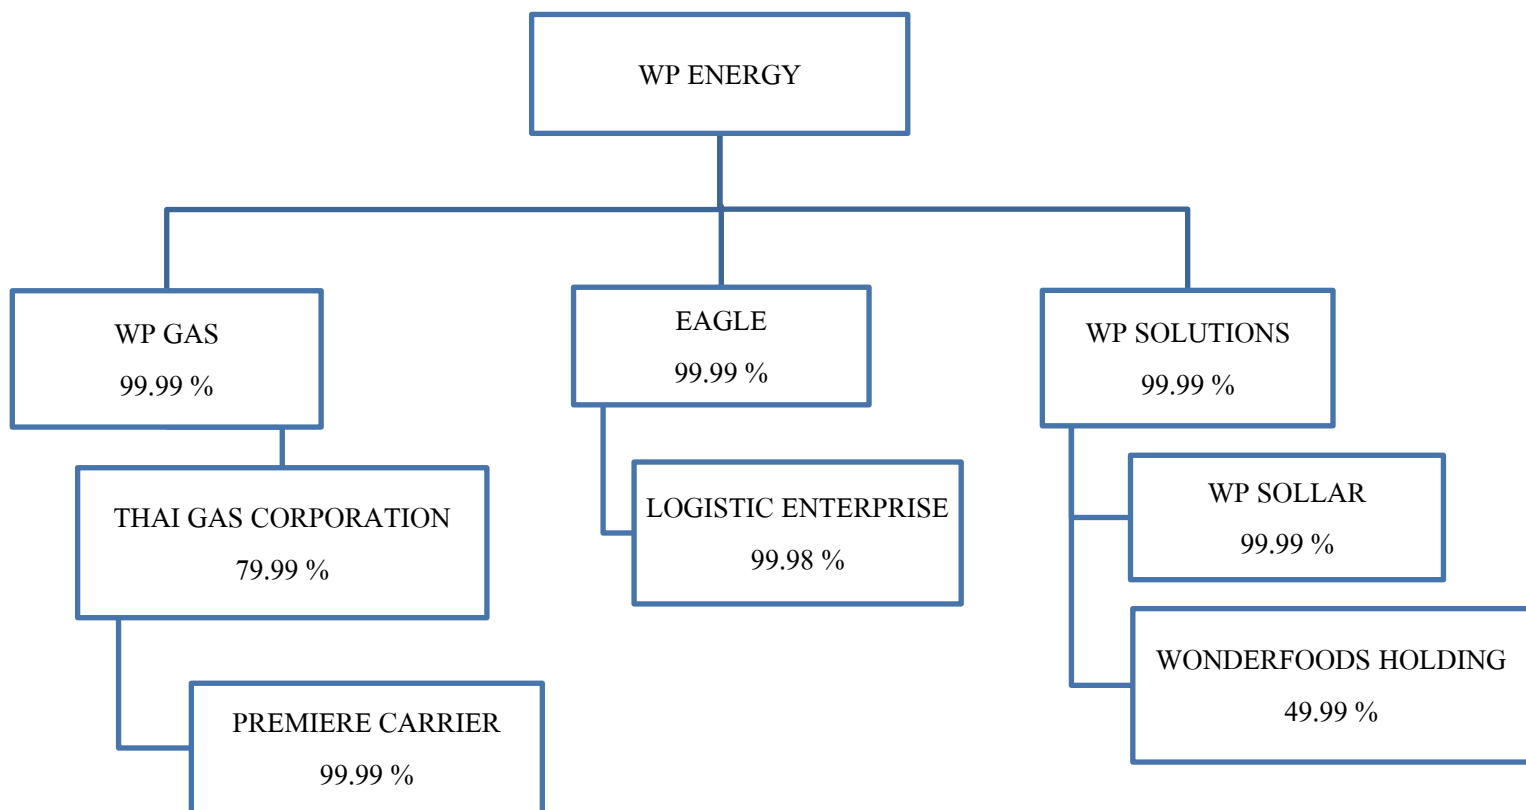 WP ENERGY
WP GAS
99.99 %
EAGLE
99.99 %
WP SOLUTIONS
99.99 %
THAI GAS CORPORATION
79.99 %
LOGISTIC ENTERPRISE
99.98 %
WP SOLLAR
99.99 %
WONDERFOODS HOLDING
49.99 %
PREMIERE CARRIER
99.99 %